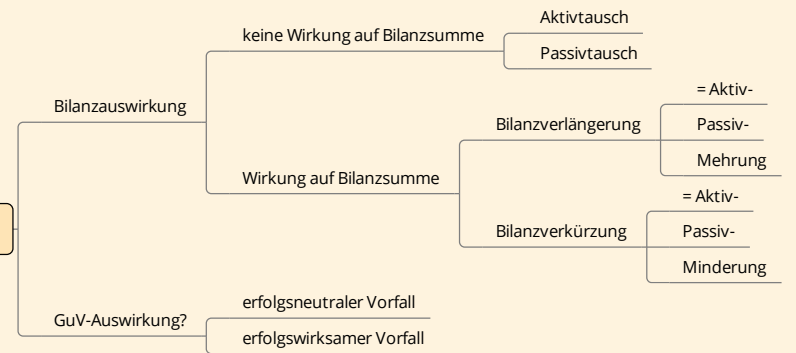 Bilanzauswirkung
keine Wirkung auf Bilanzsumme
Aktivtausch
Passivtausch
Wirkung auf Bilanzsumme
Bilanzverlängerung
= Aktiv-
Passiv-
Mehrung
Bilanzverkürzung
= Aktiv-
Passiv-
Minderung
GuV-Auswirkung?
erfolgsneutraler Vorfall
erfolgswirksamer Vorfall